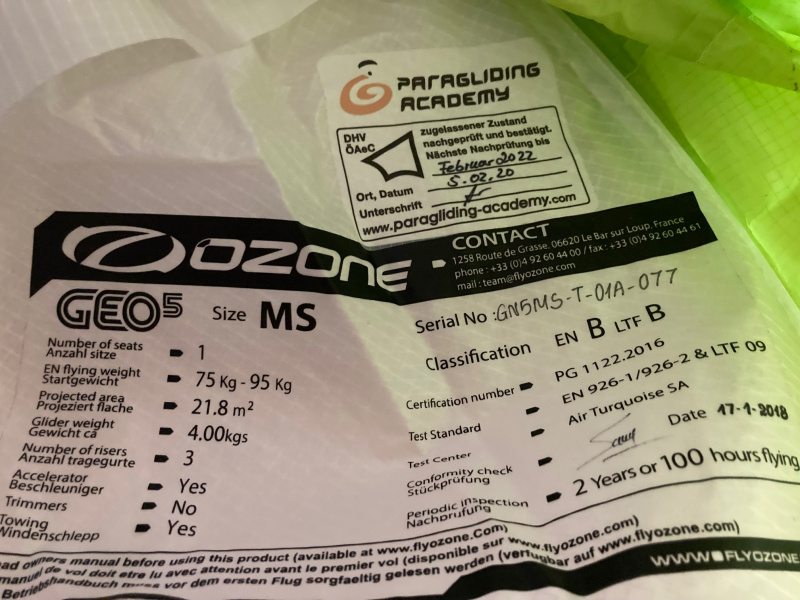 PARAGLIDING
ACADEMY
DHV
ÖAeC
zugelassener Zustand
nachgeprüft und bestätigt.
Nächste Nachprüfung bis
Februar 2022
5.02.20
Ort, Datum
Unterschrift
www.paragliding-academy.com
OZONE
CONTACT
1258 Route de Grasse. 06620 Le Bar sur Loup. France
phone : +33 (0)4 92 60 44 00 / fax : +33 (0)4 92 60 44 61
mail : team@flyozone.com
GEO5 Size MS
Number of seats
Anzahl sitze
1
EN flying weight
Startgewicht
75 Kg - 95 Kg
Projected area
Projeziert flache
21.8 m²
Glider weight
Gewicht ca
4.00kgs
Number of risers
Anzahl tragegurte
3
Accelerator
Beschleuniger
Yes
Trimmers
No
Towing
Windenschlepp
Yes
Serial No : GN5MS-T-01A-077
Classification EN B LTF B
Certification number PG 1122.2016
Test Standard EN 926-1/926-2 & LTF 09
Test Center Air Turquoise SA
Conformity check
Stückprüfung
Date 17-1-2018
Periodic inspection
Nachprufung
2 Years or 100 hours flying
owners manual before using this product (available at www.flyozone.Com)
manuel de vol doit etre lu avec attention avant le premier vol (disponible sur www.flyozone.com)
Betriebshandbuch vor dem ersten Flug sorgfaeltig gelesen werden (verfugbar auf www.flyozone.com)
WWW.FLYOZONE.